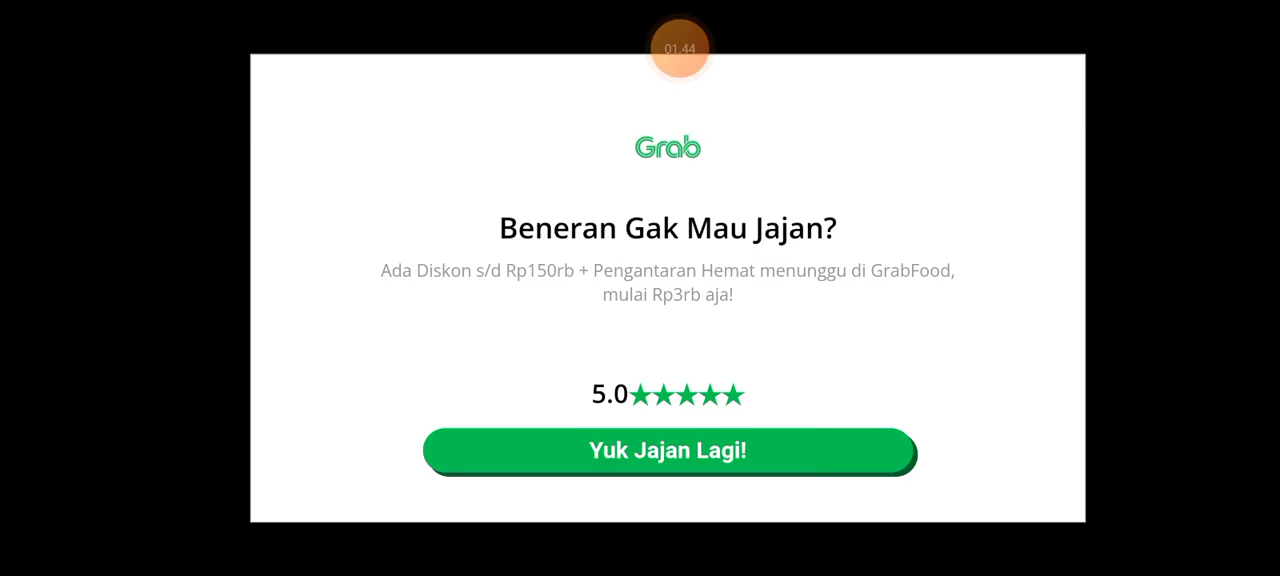 01.44
Grab
Beneran Gak Mau Jajan?
Ada Diskon s/d Rp150rb + Pengantaran Hemat menunggu di GrabFood,
mulai Rp3rb aja!
5.0★★★★★
Yuk Jajan Lagi!